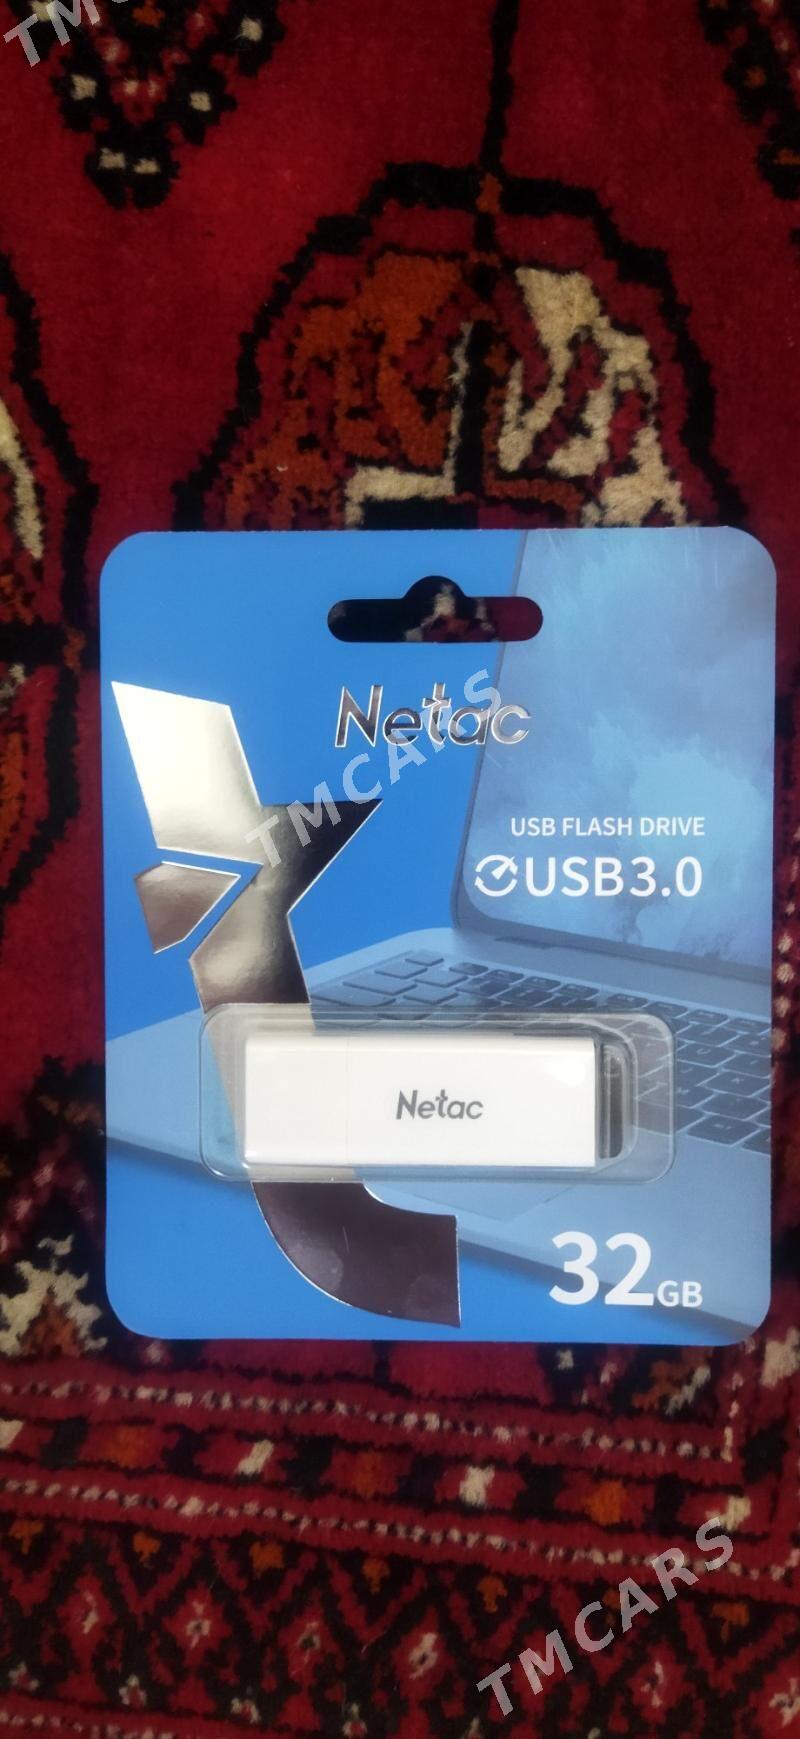 TMCARS
Netac
TMCARS
USB FLASH DRIVE
USB3.0
Netac
32GB
TMCARS